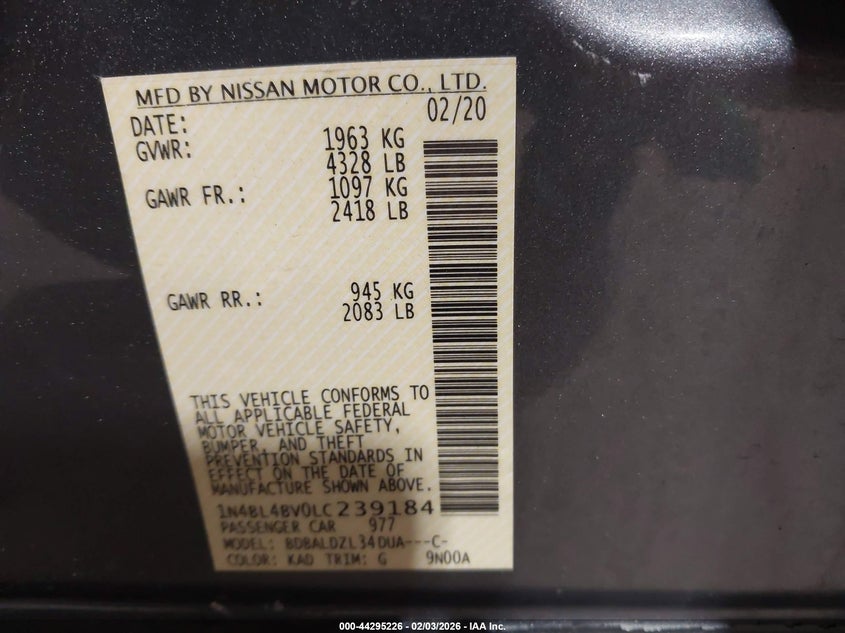 MFD BY NISSAN MOTOR CO., LTD.
DATE: 02/20
GVWR: 1963 KG
4328 LB
GAWR FR.: 1097 KG
2418 LB
GAWR RR.: 945 KG
2083 LB
THIS VEHICLE CONFORMS TO
ALL APPLICABLE FEDERAL
MOTOR VEHICLE SAFETY,
BUMPER, AND THEFT
PREVENTION STANDARDS IN
EFFECT ON THE DATE OF
MANUFACTURE SHOWN ABOVE.
1N4BL4BV0LC239184
PASSENGER CAR 977
MODEL: BDBALDZL34DUA---C-
COLOR: KAD TRIM: G 9N00A
000-44295226 - 02/03/2026 - IAA Inc.